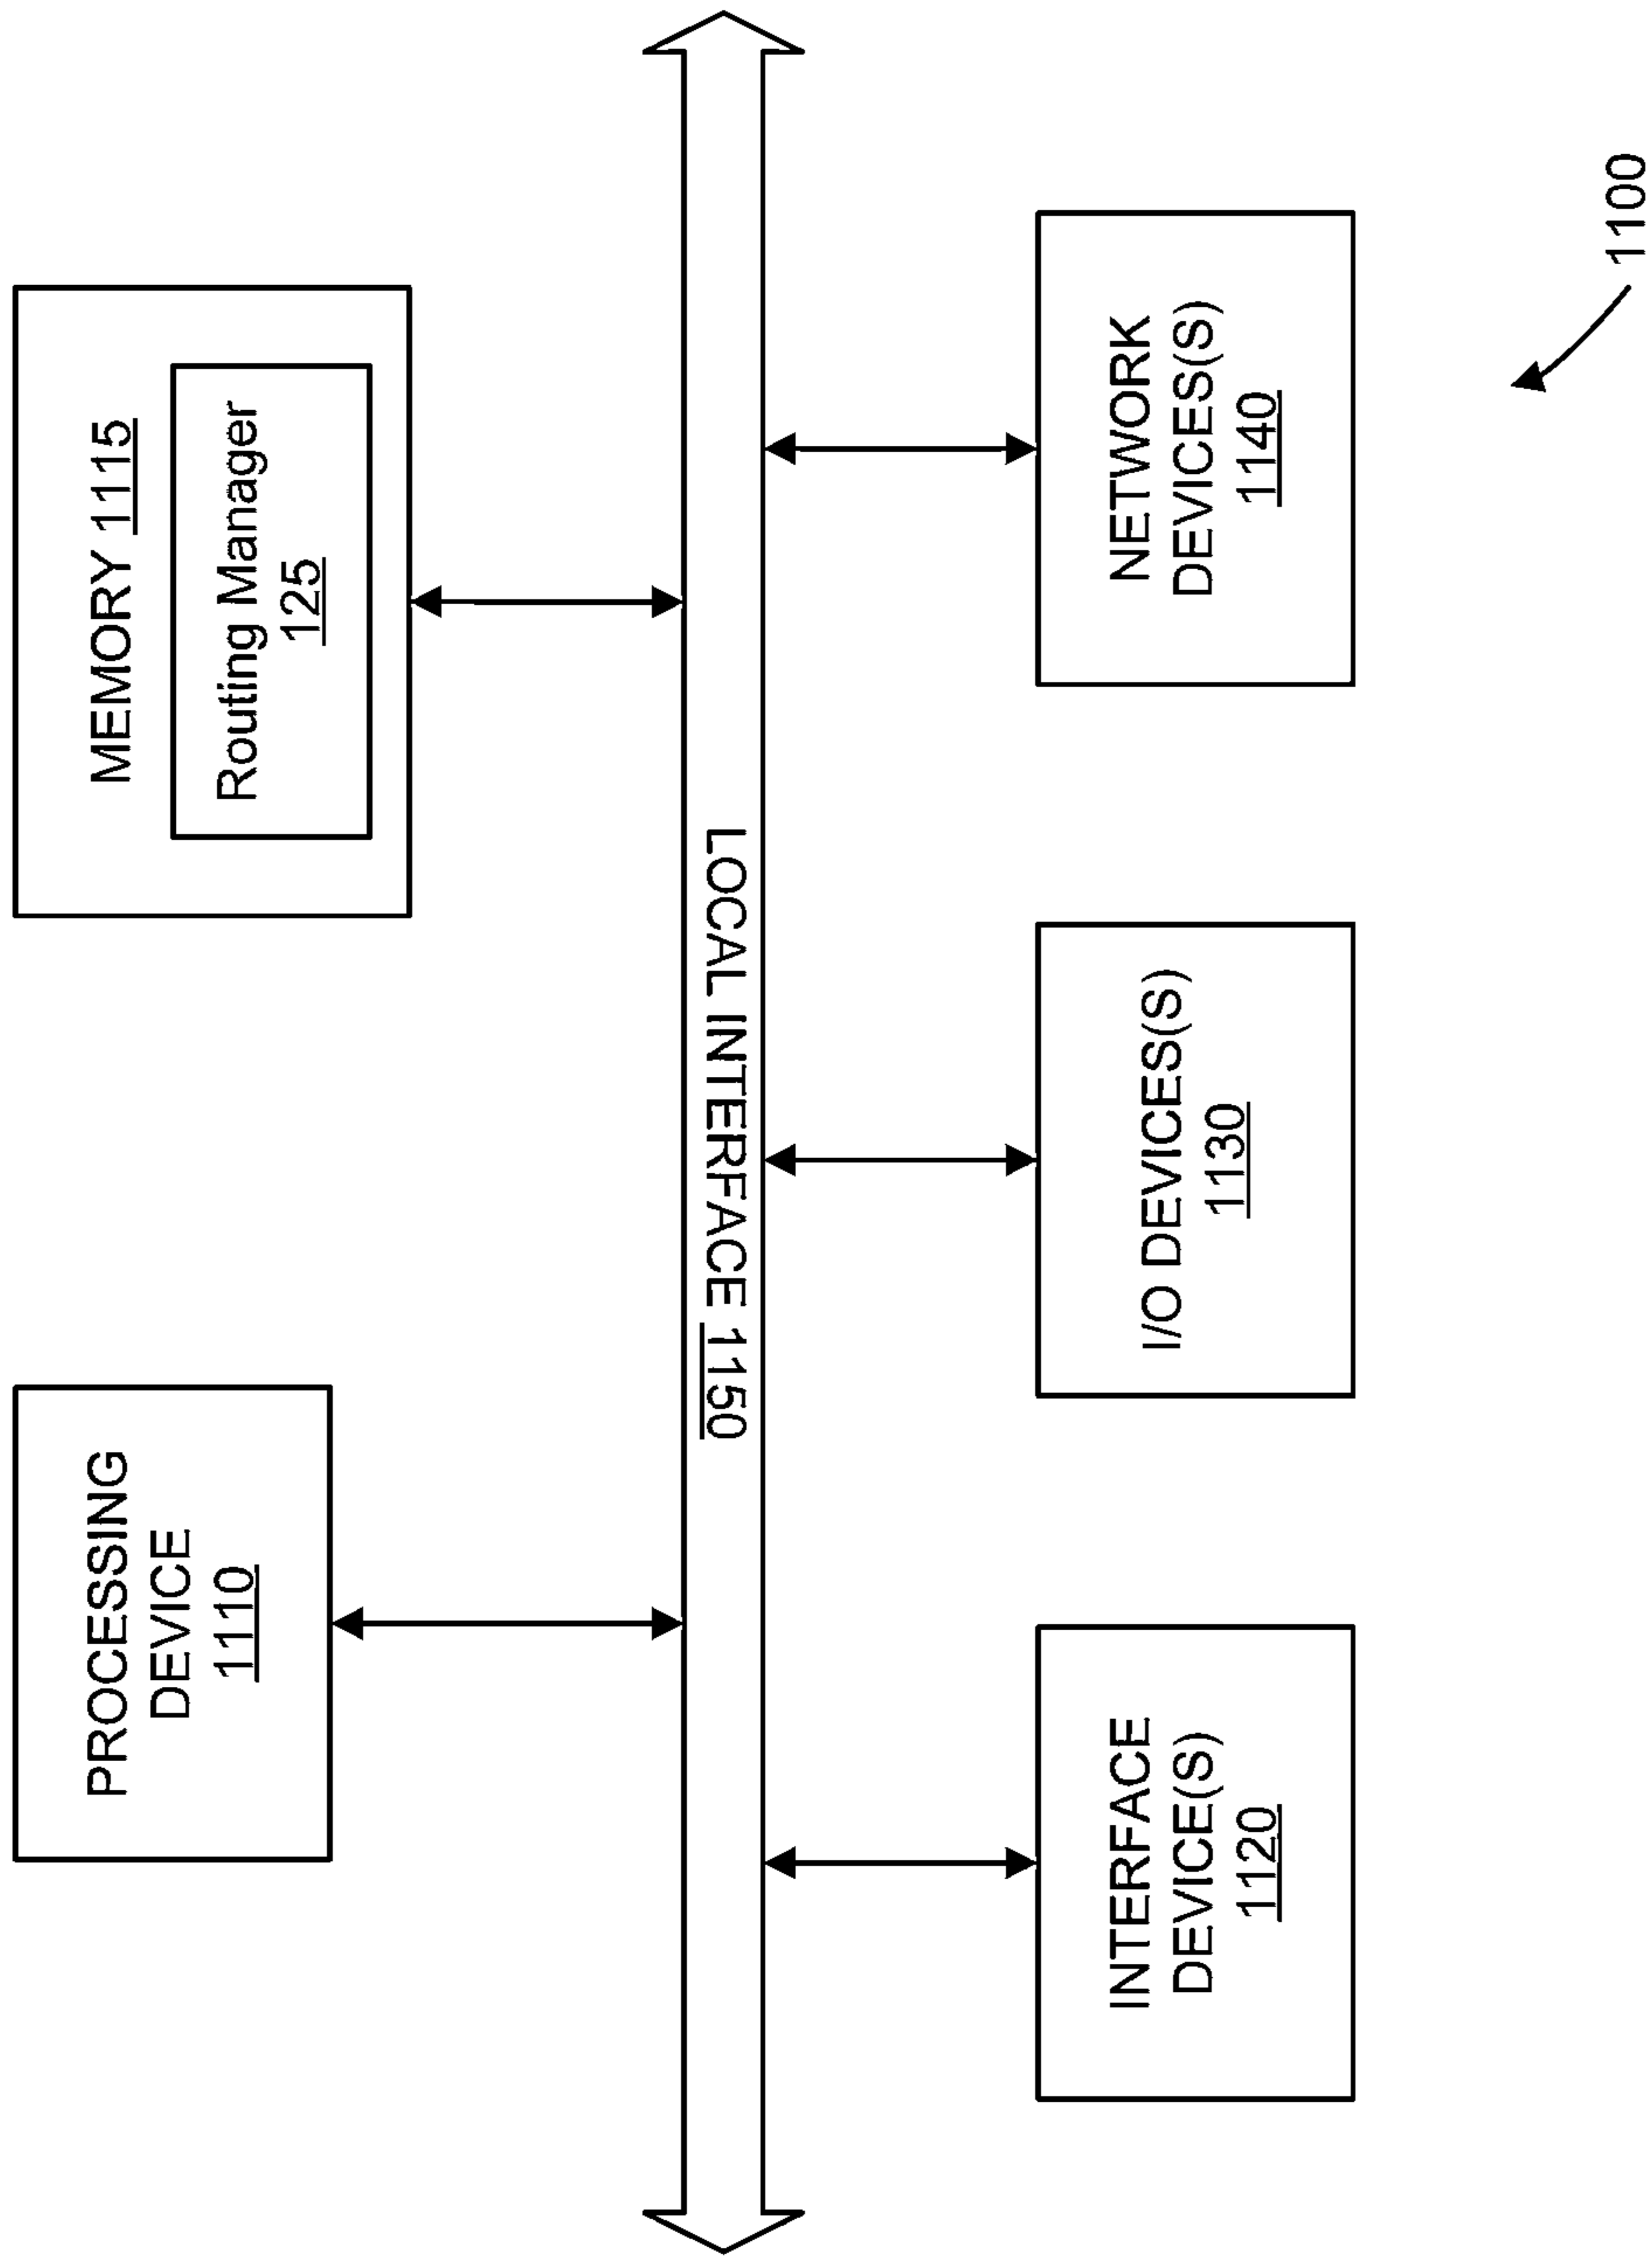 PROCESSING
DEVICE
1110
MEMORY 1115
Routing Manager
125
LOCAL INTERFACE 1150
INTERFACE
DEVICE(S)
1120
I/O DEVICES(S)
1130
NETWORK
DEVICES(S)
1140
1100